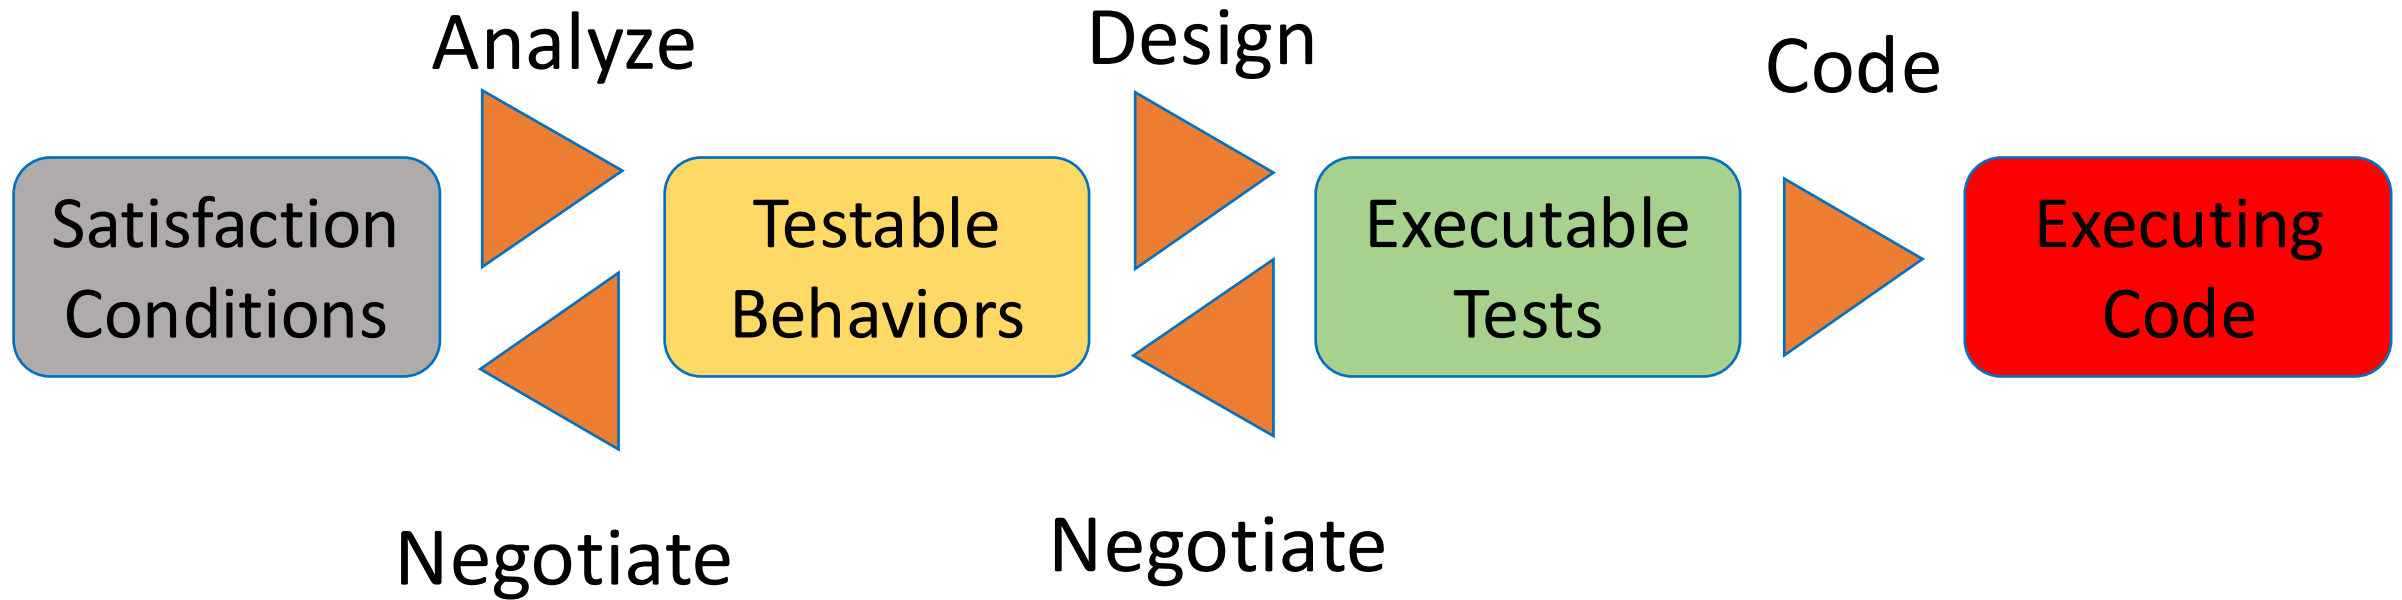 Analyze
Design
Code
Satisfaction
Conditions
Testable
Behaviors
Executable
Tests
Executing
Code
Negotiate
Negotiate